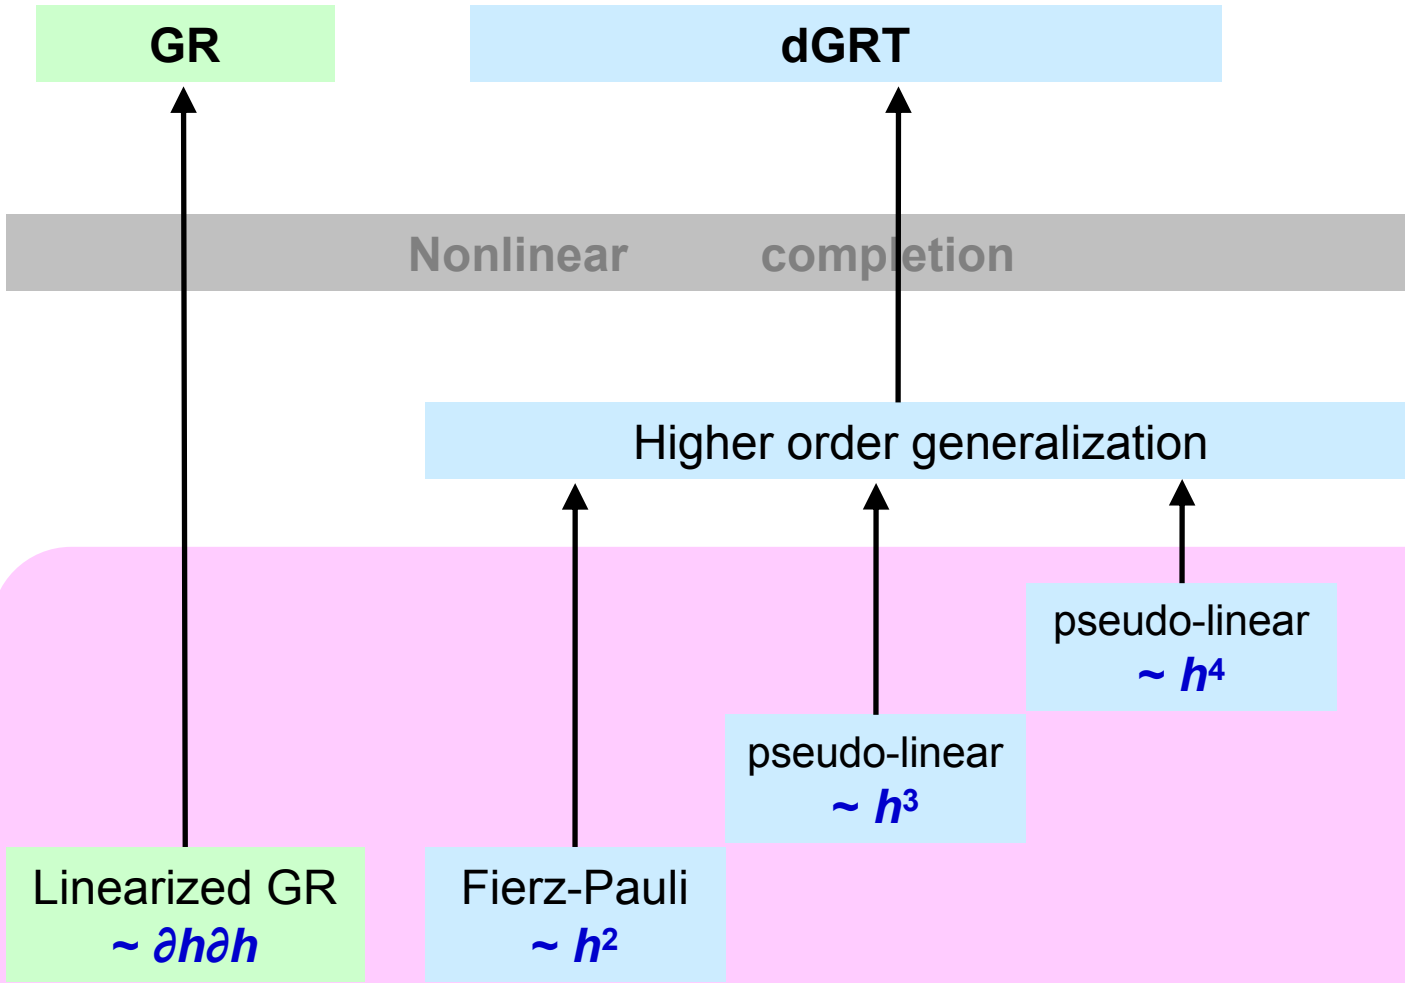 GR
dGRT
Nonlinear completion
Higher order generalization
pseudo-linear
~ h⁴
pseudo-linear
~ h³
Linearized GR
~ ∂h∂h
Fierz-Pauli
~ h²